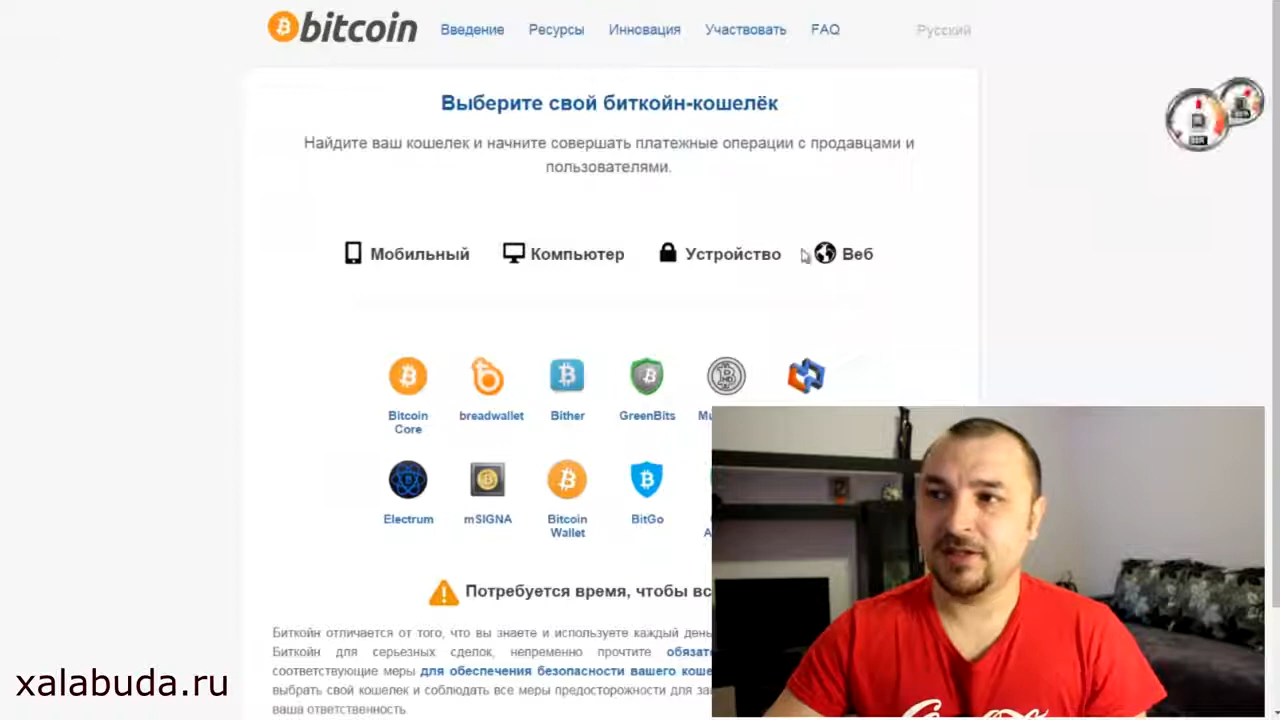 bitcoin
Введение Ресурсы Инновация Участвовать FAQ Русский
Выберите свой биткойн-кошелёк
Найдите ваш кошелек и начните совершать платежные операции с продавцами и
пользователями.
Мобильный Компьютер Устройство Веб
Bitcoin Core breadwallet Bither GreenBits
Electrum mSIGNA Bitcoin Wallet BitGo
Потребуется время, чтобы
Биткойн отличается от того, что вы знаете и используете каждый день
Биткойн для серьезных сделок, непременно прочтите
соответствующие меры для обеспечения безопасности вашего
выбрать свой кошелек и соблюдать все меры предосторожности для
ваша ответственность.
xalabuda.ru